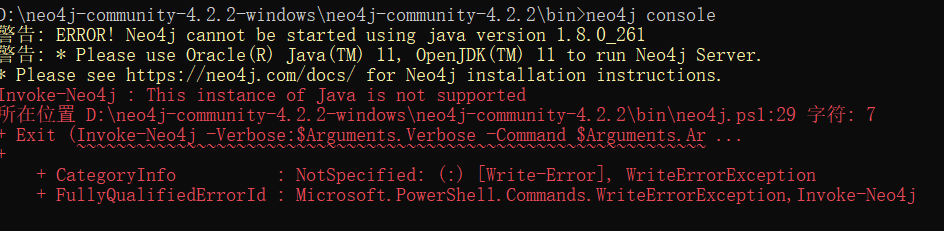 D:\neo4j-community-4.2.2-windows\neo4j-community-4.2.2\bin>neo4j console
警告: ERROR! Neo4j cannot be started using java version 1.8.0_261
警告: * Please use Oracle(R) Java(TM) 11, OpenJDK(TM) 11 to run Neo4j Server.
* Please see https://neo4j.com/docs/ for Neo4j installation instructions.
Invoke-Neo4j : This instance of Java is not supported
所在位置 D:\neo4j-community-4.2.2-windows\neo4j-community-4.2.2\bin\neo4j.ps1:29 字符: 7
+ Exit (Invoke-Neo4j -Verbose:$Arguments.Verbose -Command $Arguments.Ar ...
+       ~~~~~~~~~~~~~~~~~~~~~~~~~~~~~~~~~~~~~~~~~~~~~~~~~~~~~~~~~~~~~~~
    + CategoryInfo          : NotSpecified: (:) [Write-Error], WriteErrorException
    + FullyQualifiedErrorId : Microsoft.PowerShell.Commands.WriteErrorException,Invoke-Neo4j